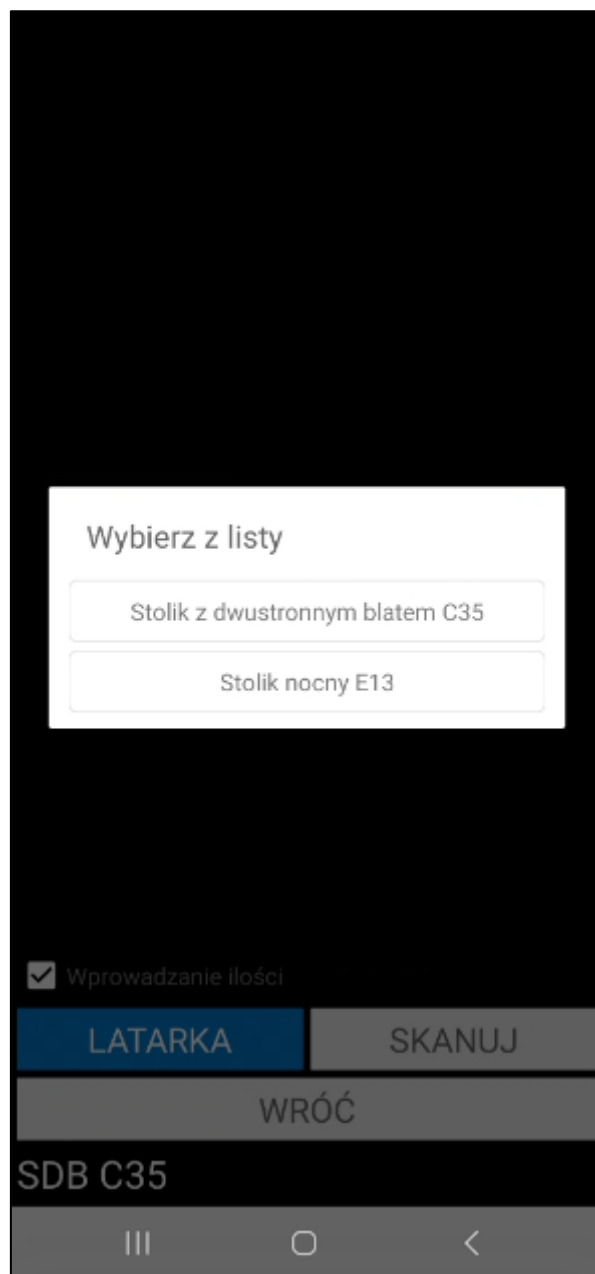 Wybierz z listy
Stolik z dwustronnym blatem C35
Stolik nocny E13
Wprowadzanie ilości
LATARKA SKANUJ
WRÓĆ
SDB C35